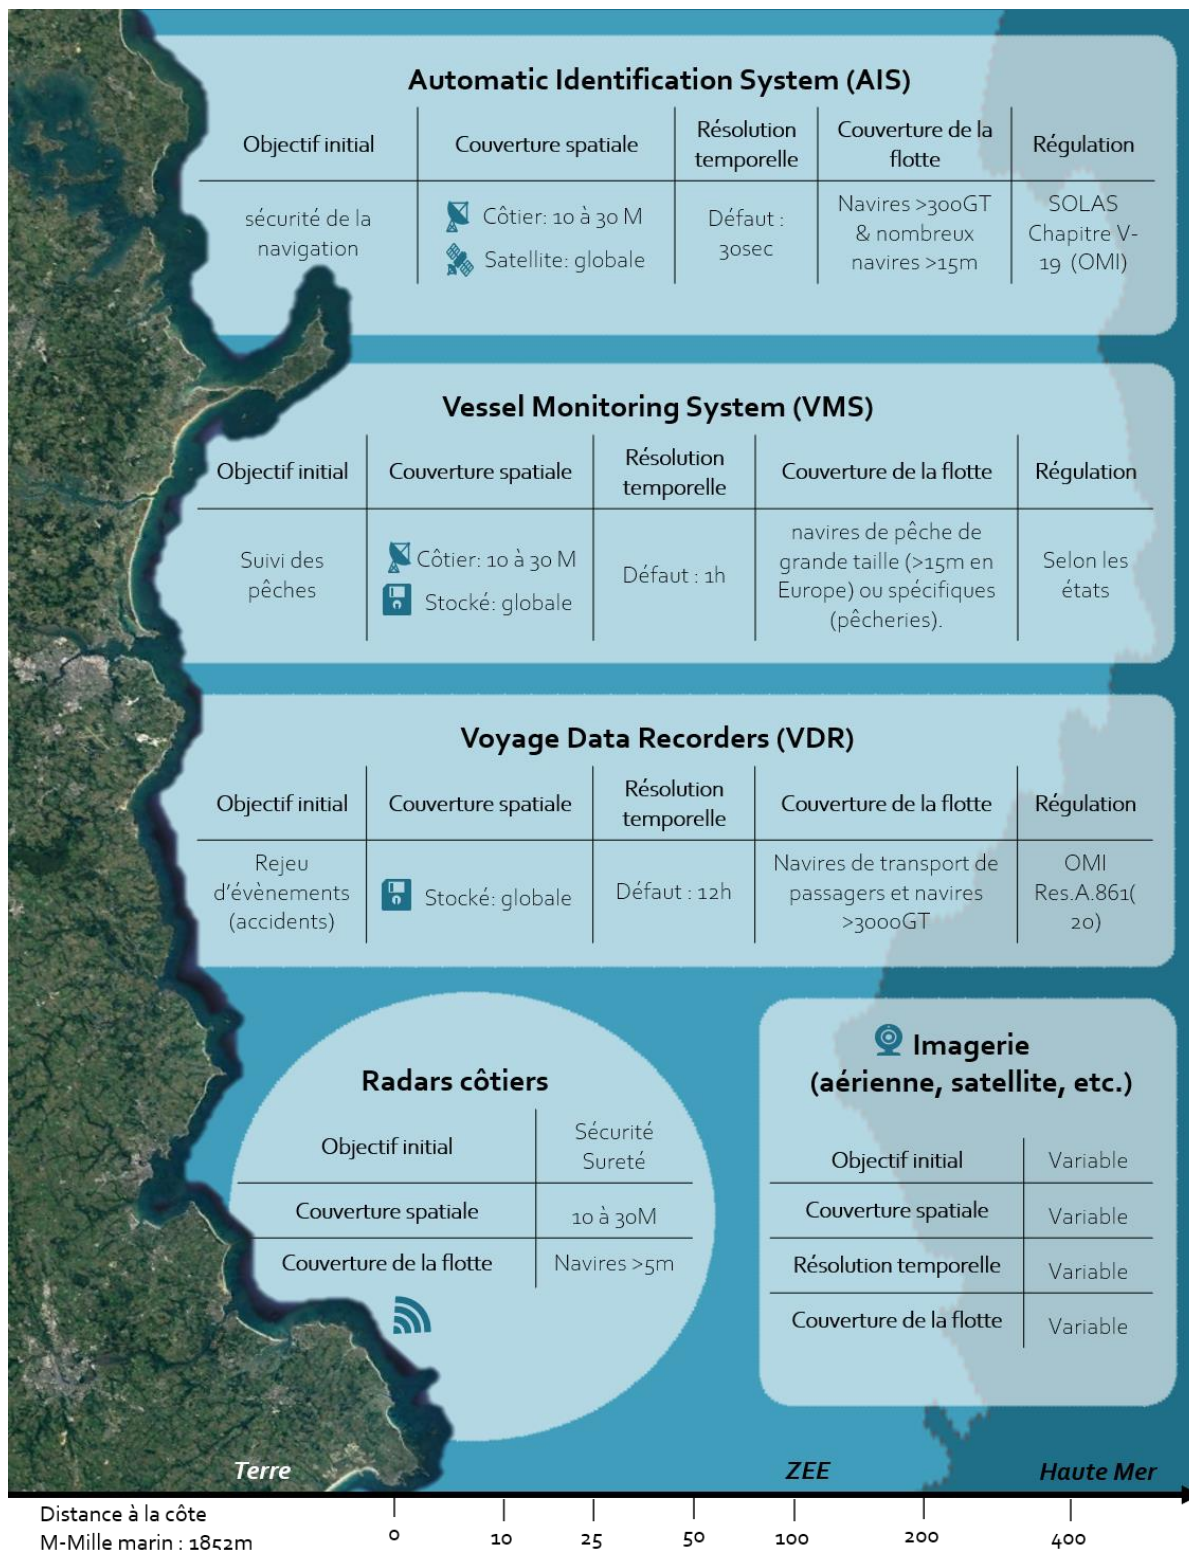 Automatic Identification System (AIS)
Objectif initial
Couverture spatiale
Résolution
temporelle
Couverture de la
flotte
Régulation
sécurité de la
navigation
Côtier: 10 à 30 M
Satellite: globale
Défaut :
30sec
Navires >300GT
& nombreux
navires >15m
SOLAS
Chapitre V-
19 (OMI)
Vessel Monitoring System (VMS)
Objectif initial
Couverture spatiale
Résolution
temporelle
Couverture de la flotte
Régulation
Suivi des
pêches
Côtier: 10 à 30 M
Stocké: globale
Défaut : 1h
navires de pêche de
grande taille (>15m en
Europe) ou spécifiques
(pêcheries).
Selon les
états
Voyage Data Recorders (VDR)
Objectif initial
Couverture spatiale
Résolution
temporelle
Couverture de la flotte
Régulation
Rejeu
d'évènements
(accidents)
Stocké: globale
Défaut : 12h
Navires de transport de
passagers et navires
>3000GT
OMI
Res.A.861(
20)
Radars côtiers
Objectif initial
Sécurité
Sureté
Couverture spatiale
10 à 30M
Couverture de la flotte
Navires >5m
Imagerie
(aérienne, satellite, etc.)
Objectif initial
Variable
Couverture spatiale
Variable
Résolution temporelle
Variable
Couverture de la flotte
Variable
Terre
ZEE
Haute Mer
Distance à la côte
M-Mille marin : 1852m
0
10
25
50
100
200
400